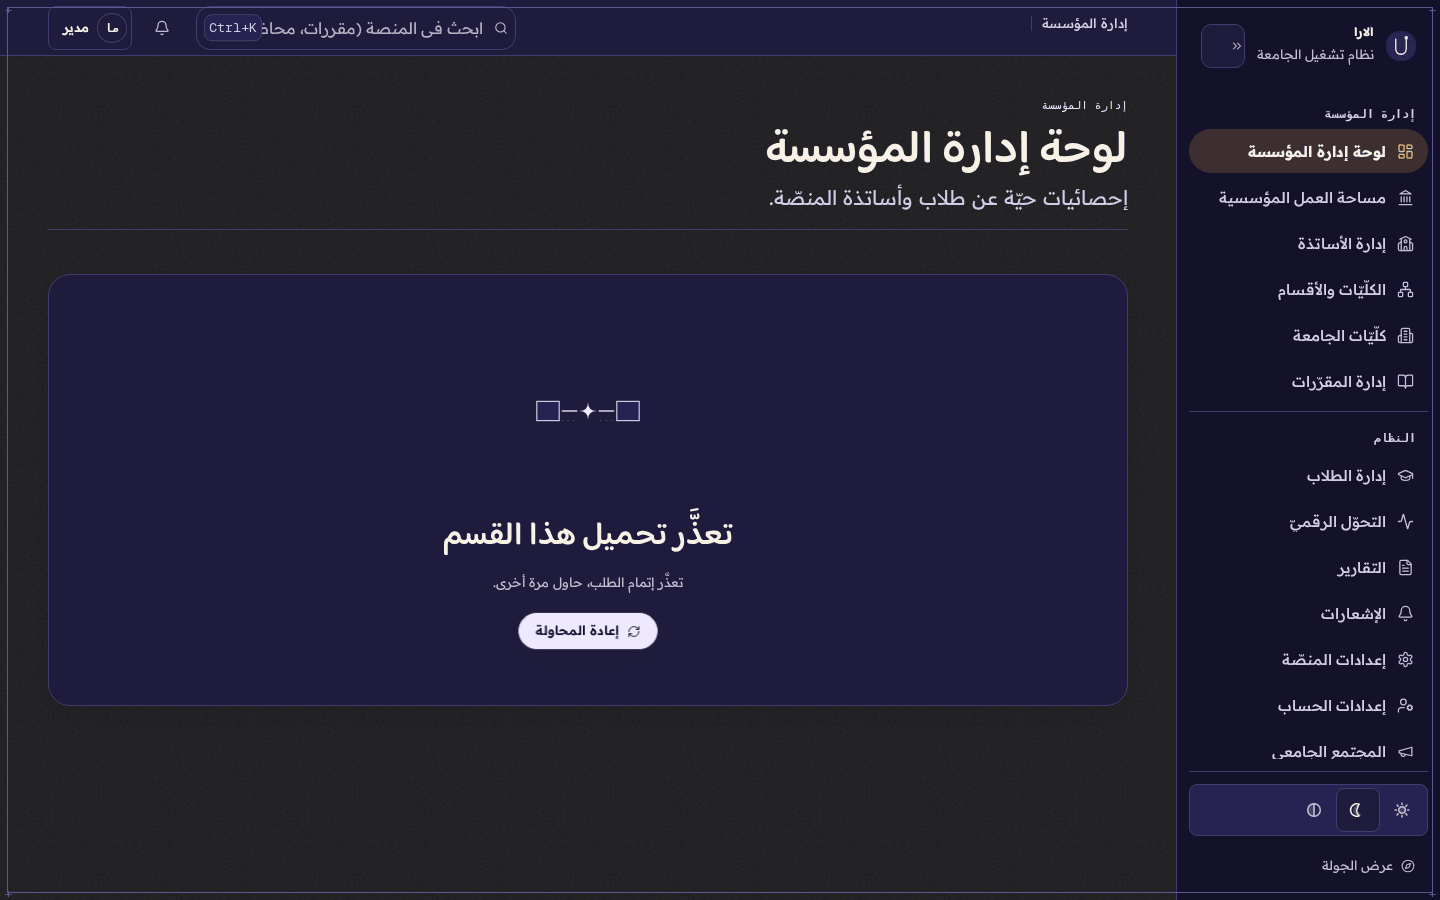 الارا
نظام تشغيل الجامعة
إدارة المؤسسة
لوحة إدارة المؤسسة
مساحة العمل المؤسسية
إدارة الأساتذة
الكلّيّات والأقسام
كلّيّات الجامعة
إدارة المقرّرات
النظام
إدارة الطلاب
التحوّل الرقميّ
التقارير
الإشعارات
إعدادات المنصّة
إعدادات الحساب
المجتمع الجامعي
عرض الجولة
إدارة المؤسسة
ابحث في المنصة (مقررات، محاض
Ctrl+K
ما
مدير
إدارة المؤسسة
لوحة إدارة المؤسسة
إحصائيات حيّة عن طلاب وأساتذة المنصّة.
تعذَّر تحميل هذا القسم
تعذَّر إتمام الطلب، حاول مرة أخرى.
إعادة المحاولة